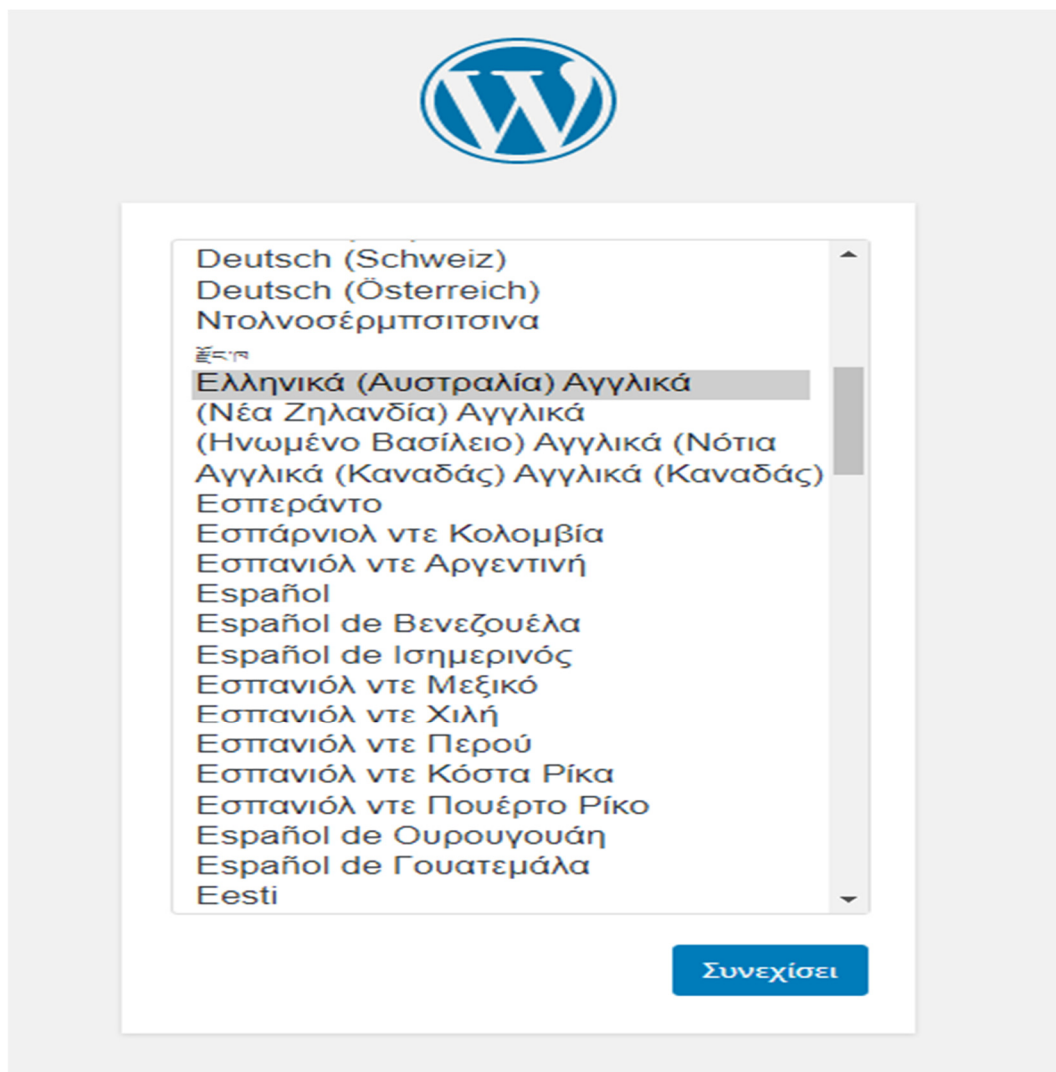 Deutsch (Schweiz)
Deutsch (Österreich)
Ντολνοσέρμπσιτσινα
རྫོང་ཁ
Ελληνικά (Αυστραλία) Αγγλικά
(Νέα Ζηλανδία) Αγγλικά
(Ηνωμένο Βασίλειο) Αγγλικά (Νότια
Αγγλικά (Καναδάς) Αγγλικά (Καναδάς)
Εσπεράντο
Εσπάρνιολ ντε Κολομβία
Εσπανιόλ ντε Αργεντινή
Español
Español de Βενεζουέλα
Español de Ισημερινός
Εσπανιόλ ντε Μεξικό
Εσπανιόλ ντε Χιλή
Εσπανιόλ ντε Περού
Εσπανιόλ ντε Κόστα Ρίκα
Εσπανιόλ ντε Πουέρτο Ρίκο
Español de Ουρουγουάη
Español de Γουατεμάλα
Eesti
Συνεχίσει